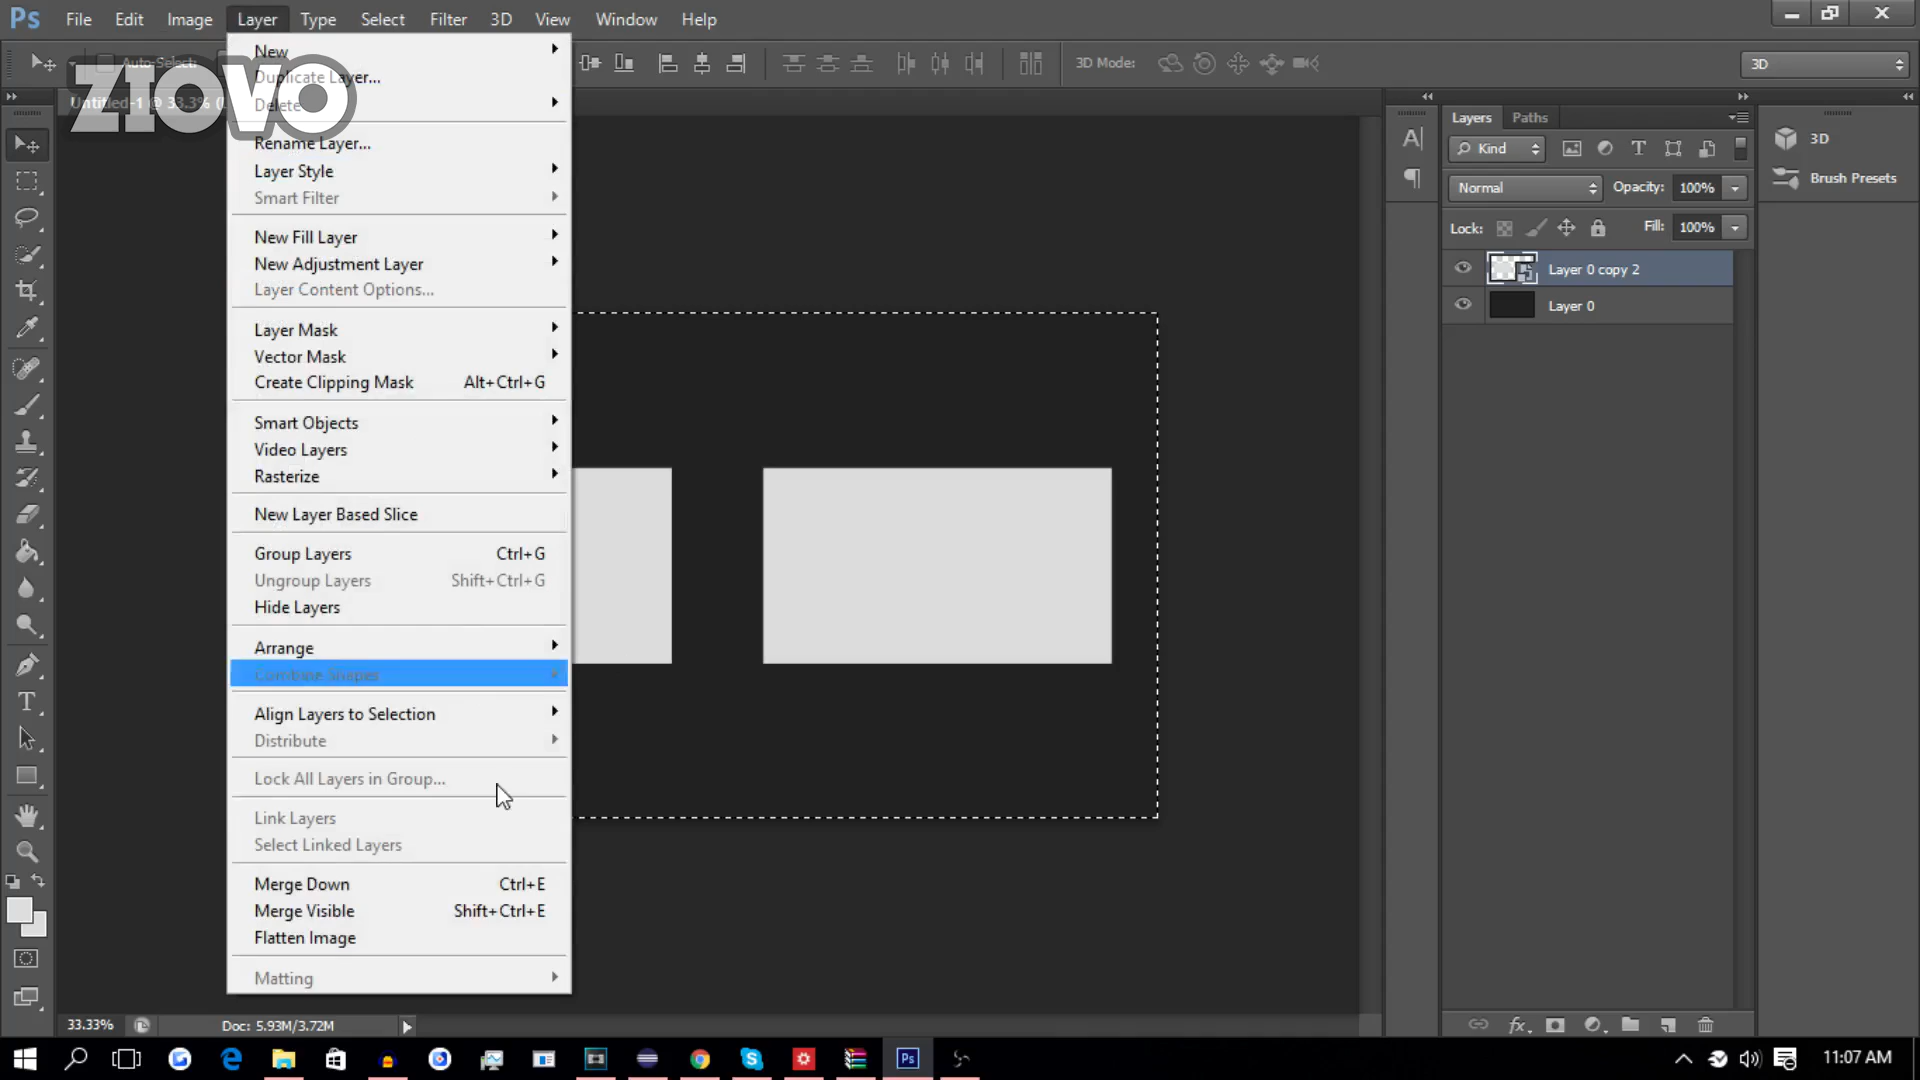 Ps File Edit Image Layer Type Select Filter 3D View Window Help
Auto-Select:
3D Mode:
3D
ZIOVO
Untitled-1 @ 33.3% (L
New
Duplicate Layer...
Delete
Rename Layer...
Layer Style
Smart Filter
New Fill Layer
New Adjustment Layer
Layer Content Options...
Layer Mask
Vector Mask
Create Clipping Mask Alt+Ctrl+G
Smart Objects
Video Layers
Rasterize
New Layer Based Slice
Group Layers Ctrl+G
Ungroup Layers Shift+Ctrl+G
Hide Layers
Arrange
Combine Shapes
Align Layers to Selection
Distribute
Lock All Layers in Group...
Link Layers
Select Linked Layers
Merge Down Ctrl+E
Merge Visible Shift+Ctrl+E
Flatten Image
Matting
Layers Paths
Kind
Normal Opacity: 100%
Lock: Fill: 100%
Layer 0 copy 2
Layer 0
3D
Brush Presets
33.33% Doc: 5.93M/3.72M
Ps
11:07 AM